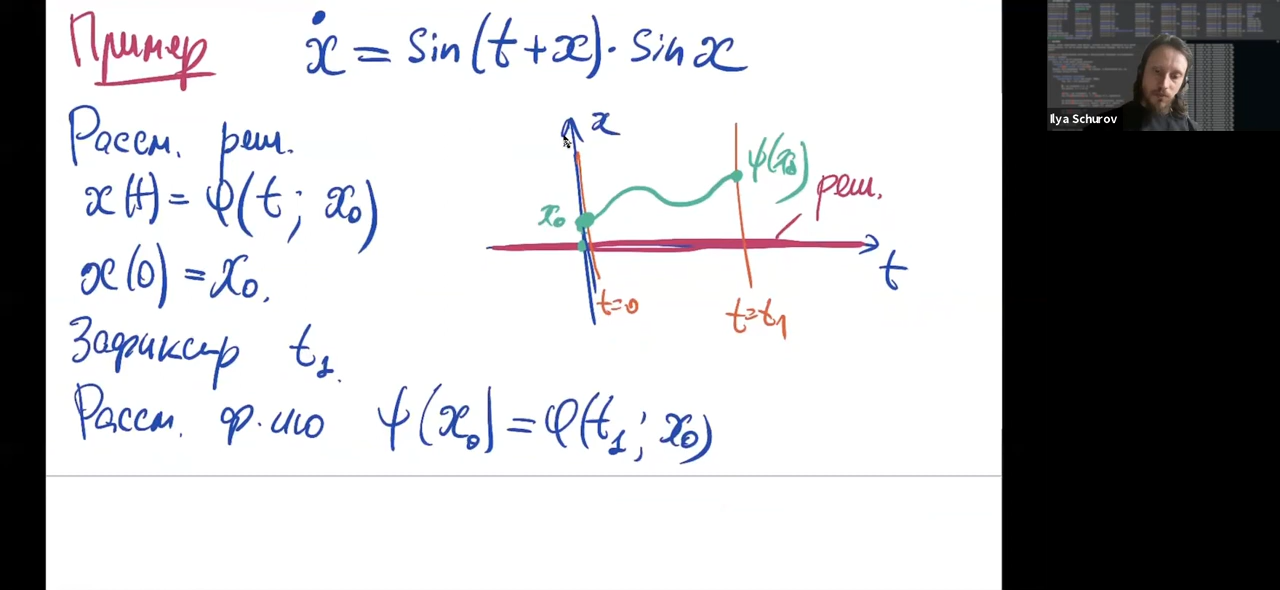 Пример ẋ = sin(t+x)·sin x
Рассм. реш.
x(t) = φ(t; x₀)
x(0) = x₀.
Зафиксир t₁.
Рассм. ф-ию ψ(x₀) = φ(t₁; x₀)
x
x₀
ψ(x₀)
реш.
t
t=0
t=t₁
Ilya Schurov